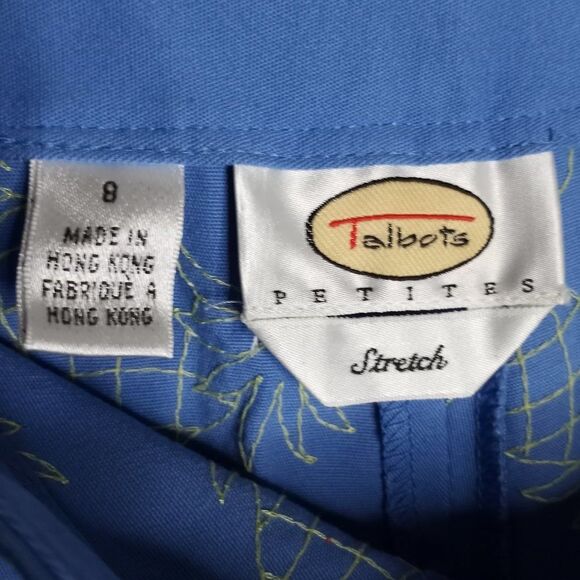 8
MADE IN
HONG KONG
FABRIQUE A
HONG KONG
Talbots
PETITES
Stretch